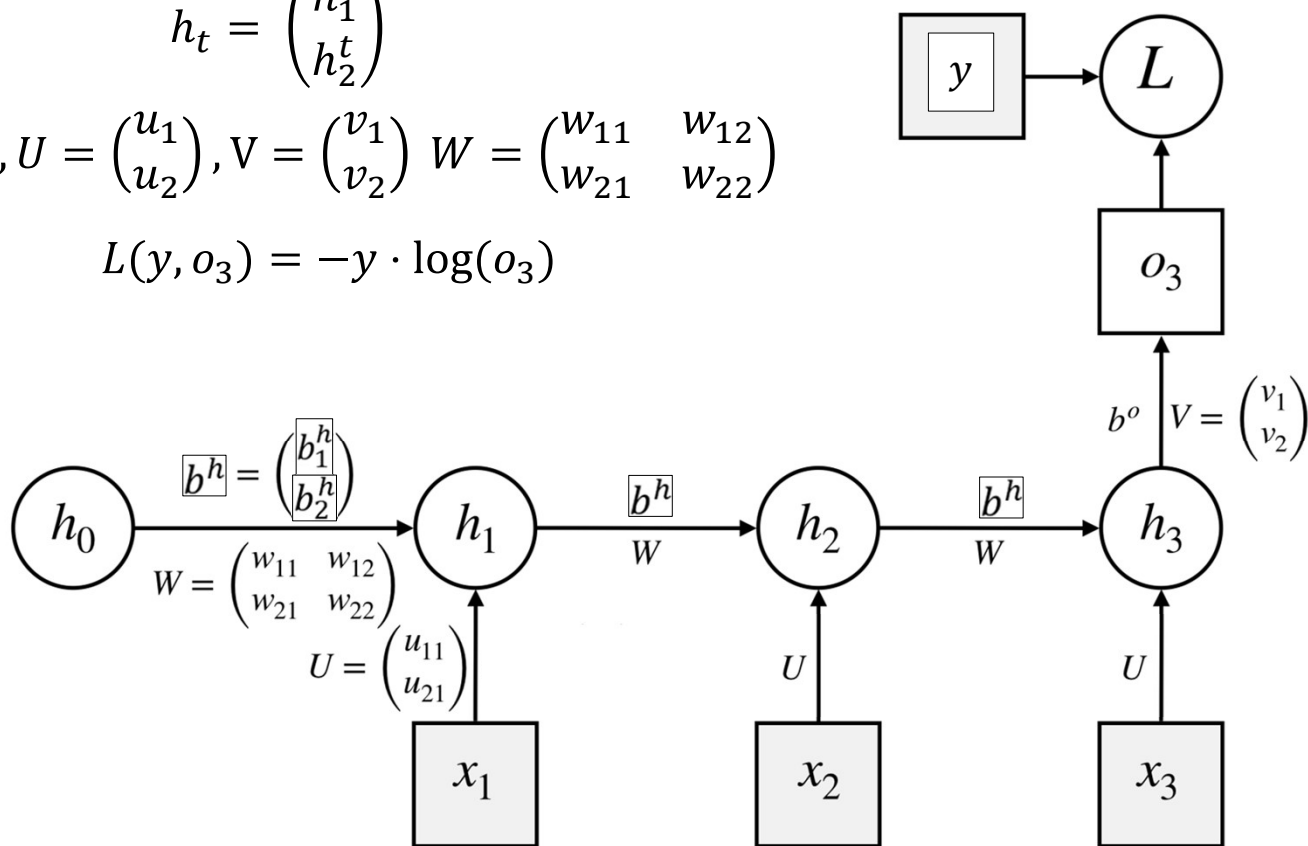 h_t = (h_1^t
h_2^t)
, U = (u_1 u_2), V = (v_1 v_2) W = (w_11 w_12 w_21 w_22)
L(y, o_3) = −y · log(o_3)
y
L
o_3
b^o
V = (v_1 v_2)
b^h = (b_1^h b_2^h)
b^h
b^h
h_0
h_1
h_2
h_3
W = (w_11 w_12 w_21 w_22)
W
W
U = (u_11 u_21)
U
U
x_1
x_2
x_3